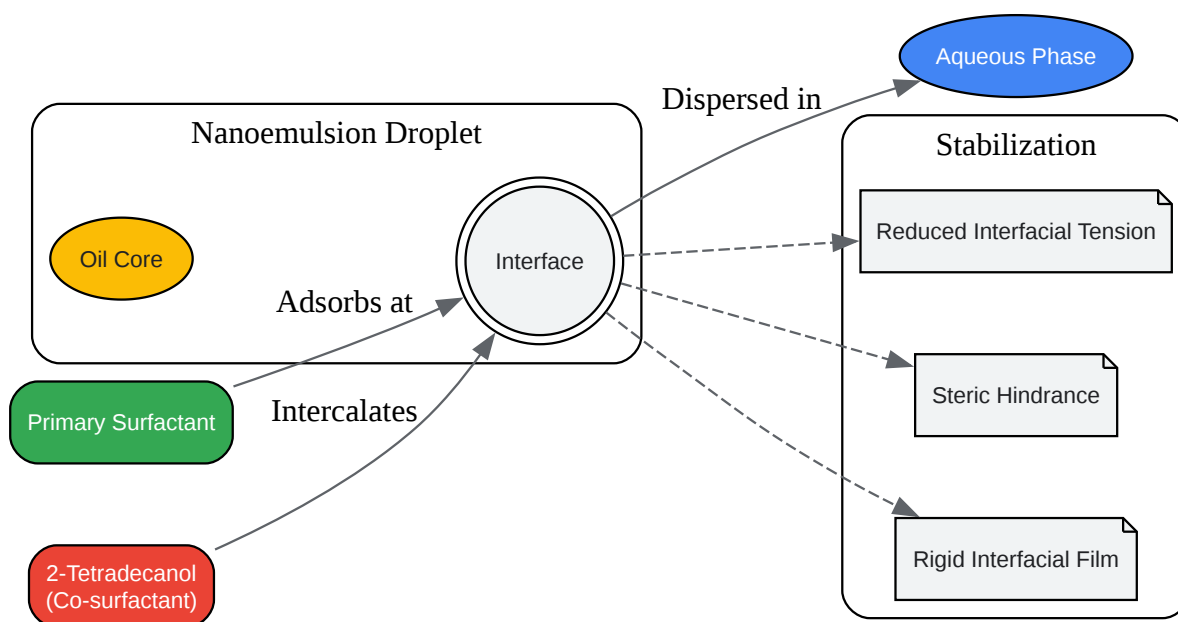 Aqueous Phase
Dispersed in
Nanoemulsion Droplet
Stabilization
Reduced Interfacial Tension
Oil Core
Interface
Adsorbs at
Steric Hindrance
Intercalates
Primary Surfactant
Rigid Interfacial Film
2-Tetradecanol
(Co-surfactant)